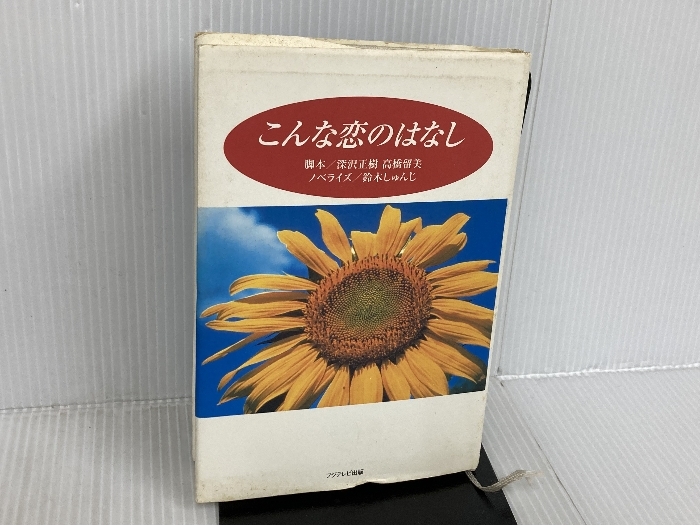 こんな恋のはなし
脚本／深沢正樹 高橋留美
ノベライズ／鈴木しゅんじ
フジテレビ出版